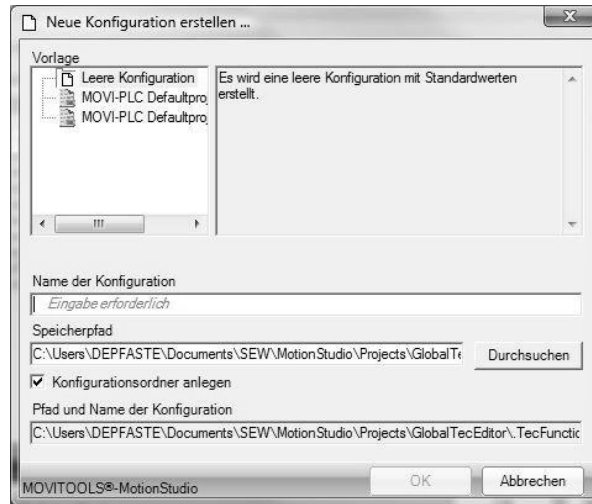 Neue Konfiguration erstellen ...
Vorlage
Leere Konfiguration
MOVI-PLC Defaultpro
MOVI-PLC Defaultpro
Es wird eine leere Konfiguration mit Standardwerten
erstellt.
Name der Konfiguration
Eingabe erforderlich
Speicherpfad
C:\Users\DEPFASTE\Documents\SEW\MotionStudio\Projects\GlobalTe
Durchsuchen
Konfigurationsordner anlegen
Pfad und Name der Konfiguration
C:\Users\DEPFASTE\Documents\SEW\MotionStudio\Projects\GlobalTecEditor\.TecFunctic
MOVITOOLS®-MotionStudio
OK
Abbrechen